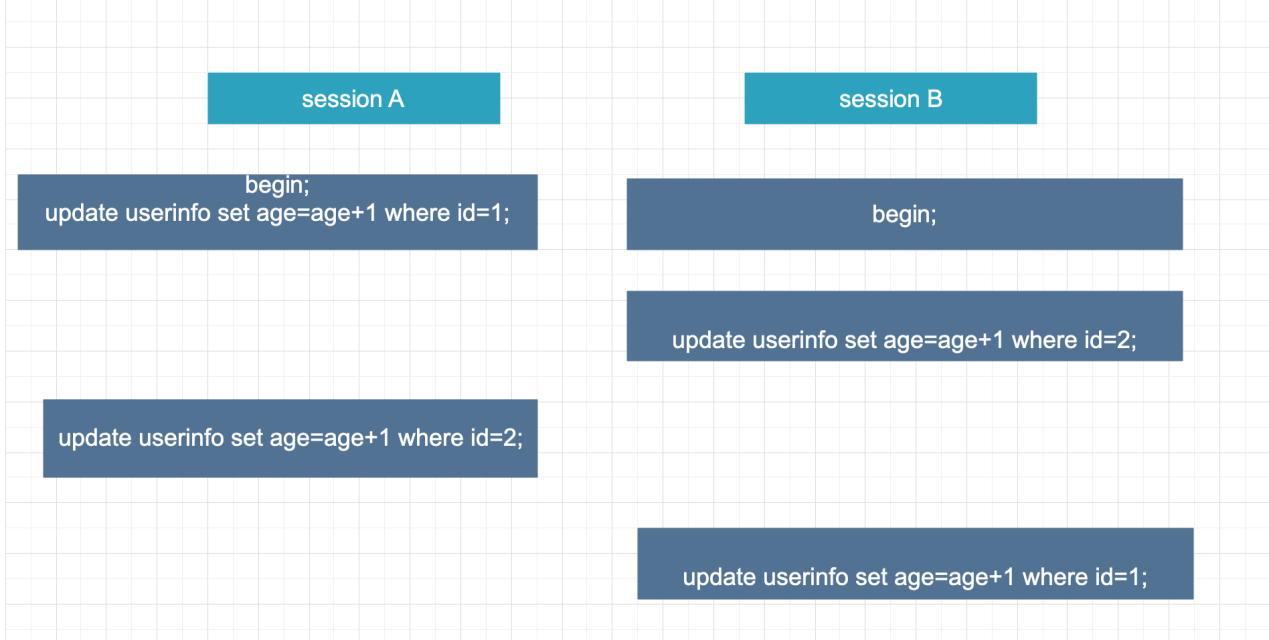 session A
session B
begin;
update userinfo set age=age+1 where id=1;
begin;
update userinfo set age=age+1 where id=2;
update userinfo set age=age+1 where id=2;
update userinfo set age=age+1 where id=1;